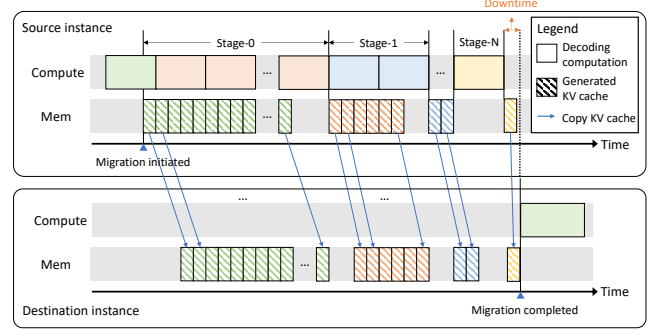 Downtime
Source instance
Stage-0
Stage-1
Stage-N
Legend
Compute
...
...
Decoding
computation
Mem
...
Generated
KV cache
Copy KV cache
Migration initiated
Time
...
...
Compute
Mem
...
Time
Destination instance
Migration completed